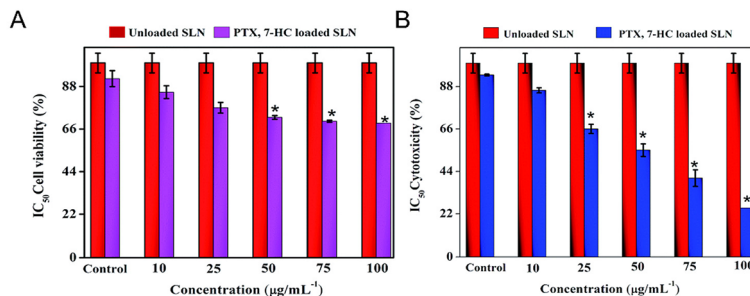 A
Unloaded SLN
PTX, 7-HC loaded SLN
IC50 Cell viability (%)
88
66
44
22
0
* * *
Control 10 25 50 75 100
Concentration (µg/mL-1)
B
Unloaded SLN
PTX, 7-HC loaded SLN
IC50 Cytotoxicity (%)
88
66
44
22
0
* * * *
Control 10 25 50 75 100
Concentration (µg/mL-1)